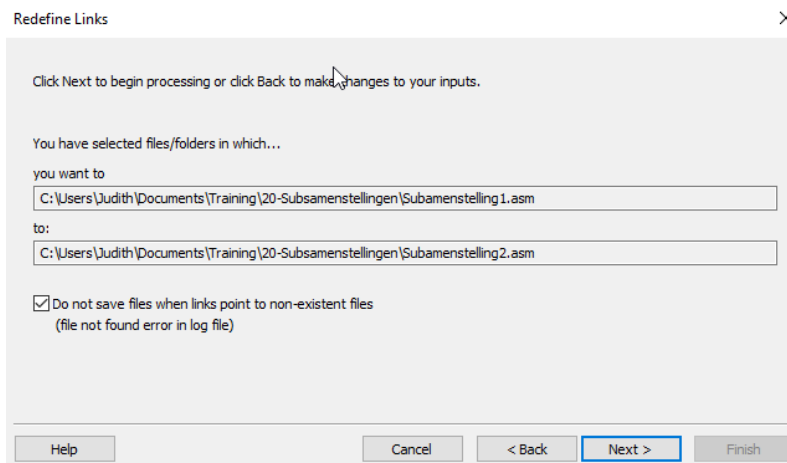 Redefine Links
Click Next to begin processing or click Back to make changes to your inputs.
You have selected files/folders in which...
you want to
C:\Users\Judith\Documents\Training\20-Subsamenstellingen\Subamenstelling1.asm
to:
C:\Users\Judith\Documents\Training\20-Subsamenstellingen\Subamenstelling2.asm
Do not save files when links point to non-existent files
(file not found error in log file)
Help Cancel < Back Next > Finish